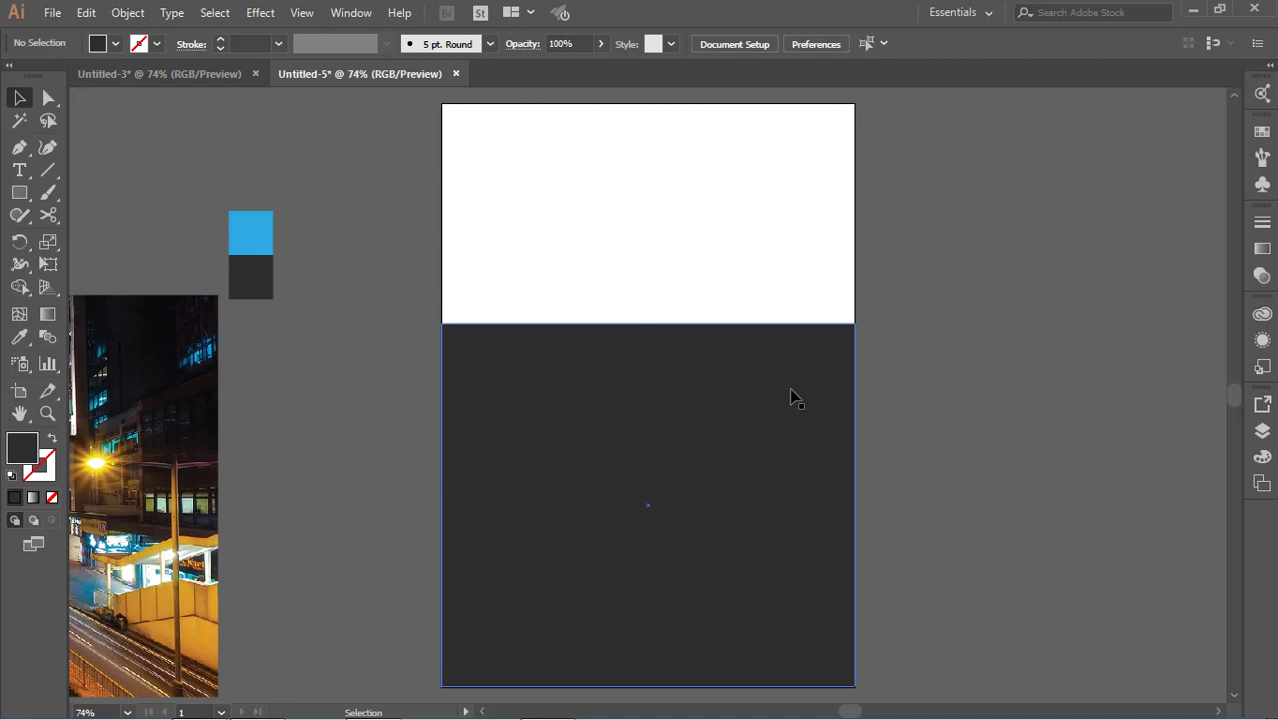 Ai File Edit Object Type Select Effect View Window Help Br St Essentials Search Adobe Stock
No Selection Stroke: 5 pt. Round Opacity: 100% Style: Document Setup Preferences
Untitled-3* @ 74% (RGB/Preview) × Untitled-5* @ 74% (RGB/Preview) ×
74% 1 Selection